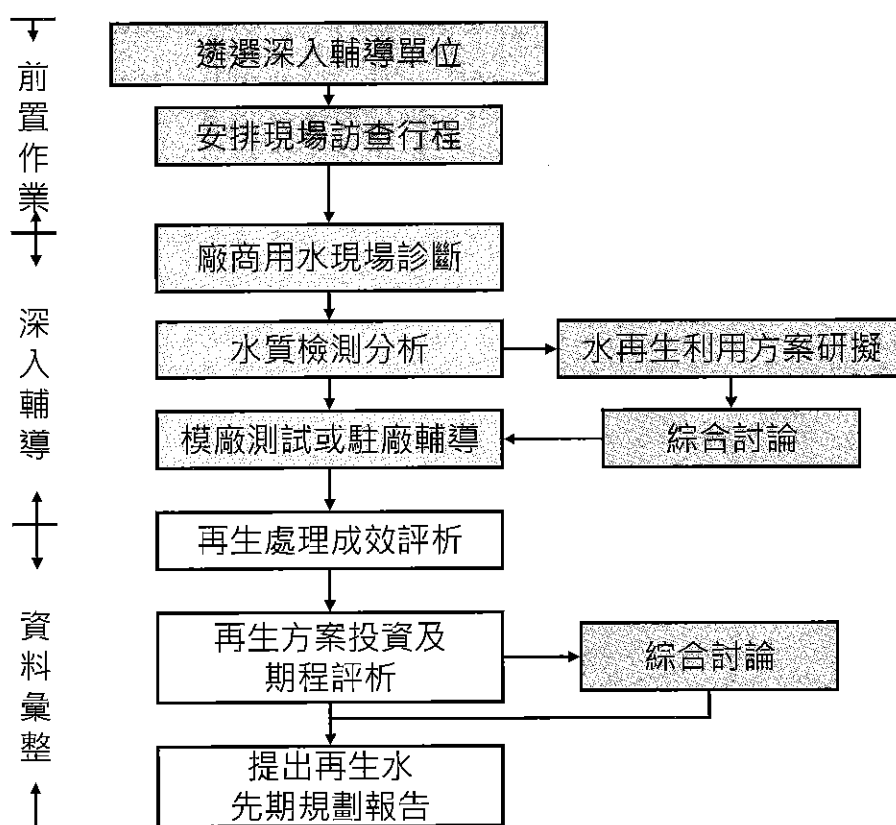 前置作業
遴選深入輔導單位
安排現場訪查行程
深入輔導
廠商用水現場診斷
水質檢測分析
水再生利用方案研擬
模廠測試或駐廠輔導
綜合討論
資料彙整
再生處理成效評析
再生方案投資及
期程評析
綜合討論
提出再生水
先期規劃報告